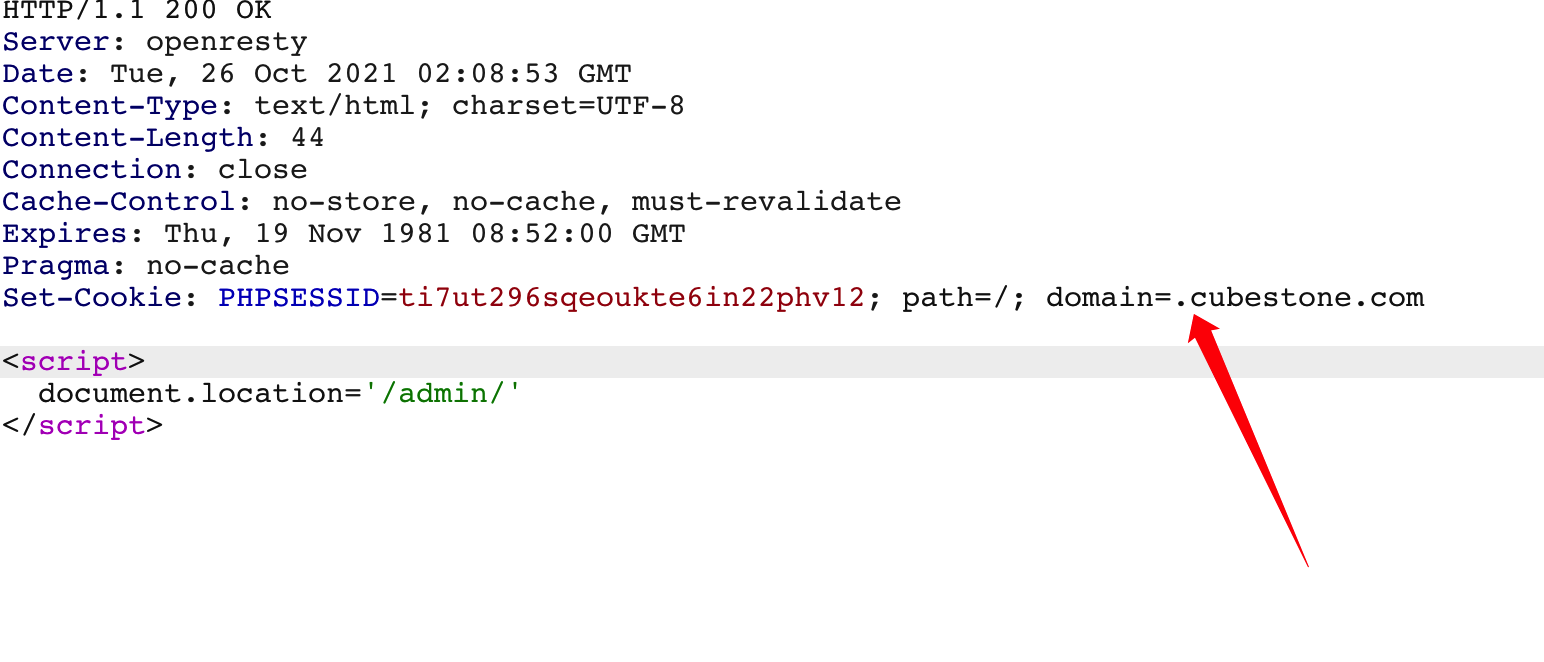 HTTP/1.1 200 OK
Server: openresty
Date: Tue, 26 Oct 2021 02:08:53 GMT
Content-Type: text/html; charset=UTF-8
Content-Length: 44
Connection: close
Cache-Control: no-store, no-cache, must-revalidate
Expires: Thu, 19 Nov 1981 08:52:00 GMT
Pragma: no-cache
Set-Cookie: PHPSESSID=ti7ut296sqeoukte6in22phv12; path=/; domain=.cubestone.com
<script>
document.location='/admin/'
</script>